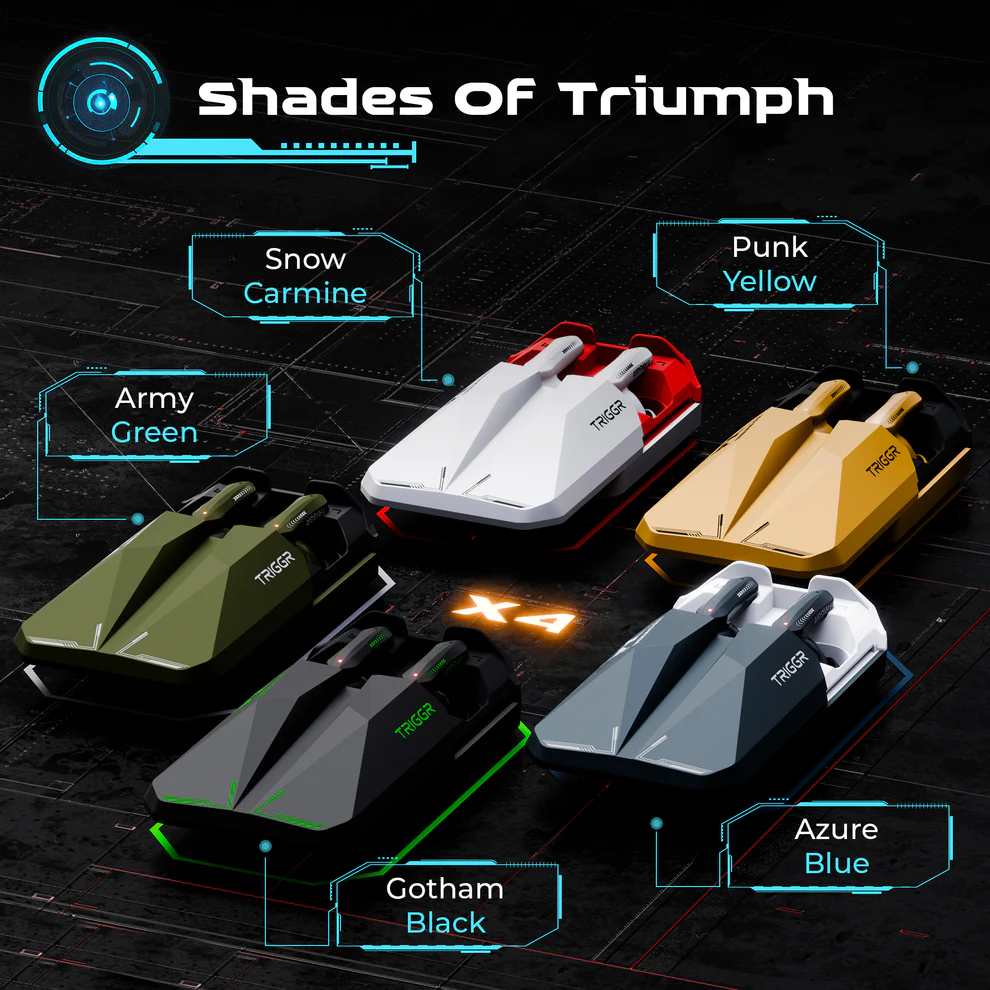 Shades Of Triumph
Snow
Carmine
Punk
Yellow
Army
Green
TRIGGR
TRIGGR
TRIGGR
X4
TRIGGR
TRIGGR
Azure
Blue
Gotham
Black